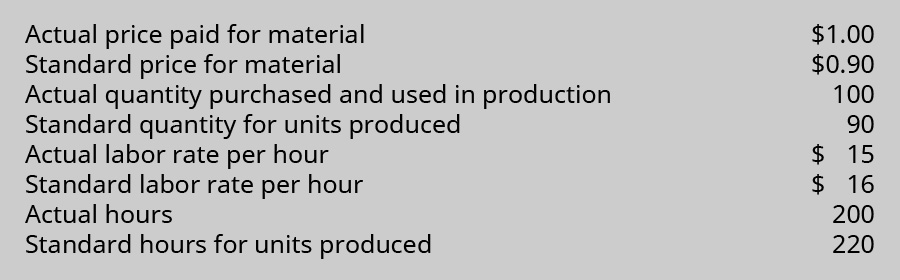 Actual price paid for material $1.00
Standard price for material $0.90
Actual quantity purchased and used in production 100
Standard quantity for units produced 90
Actual labor rate per hour $ 15
Standard labor rate per hour $ 16
Actual hours 200
Standard hours for units produced 220